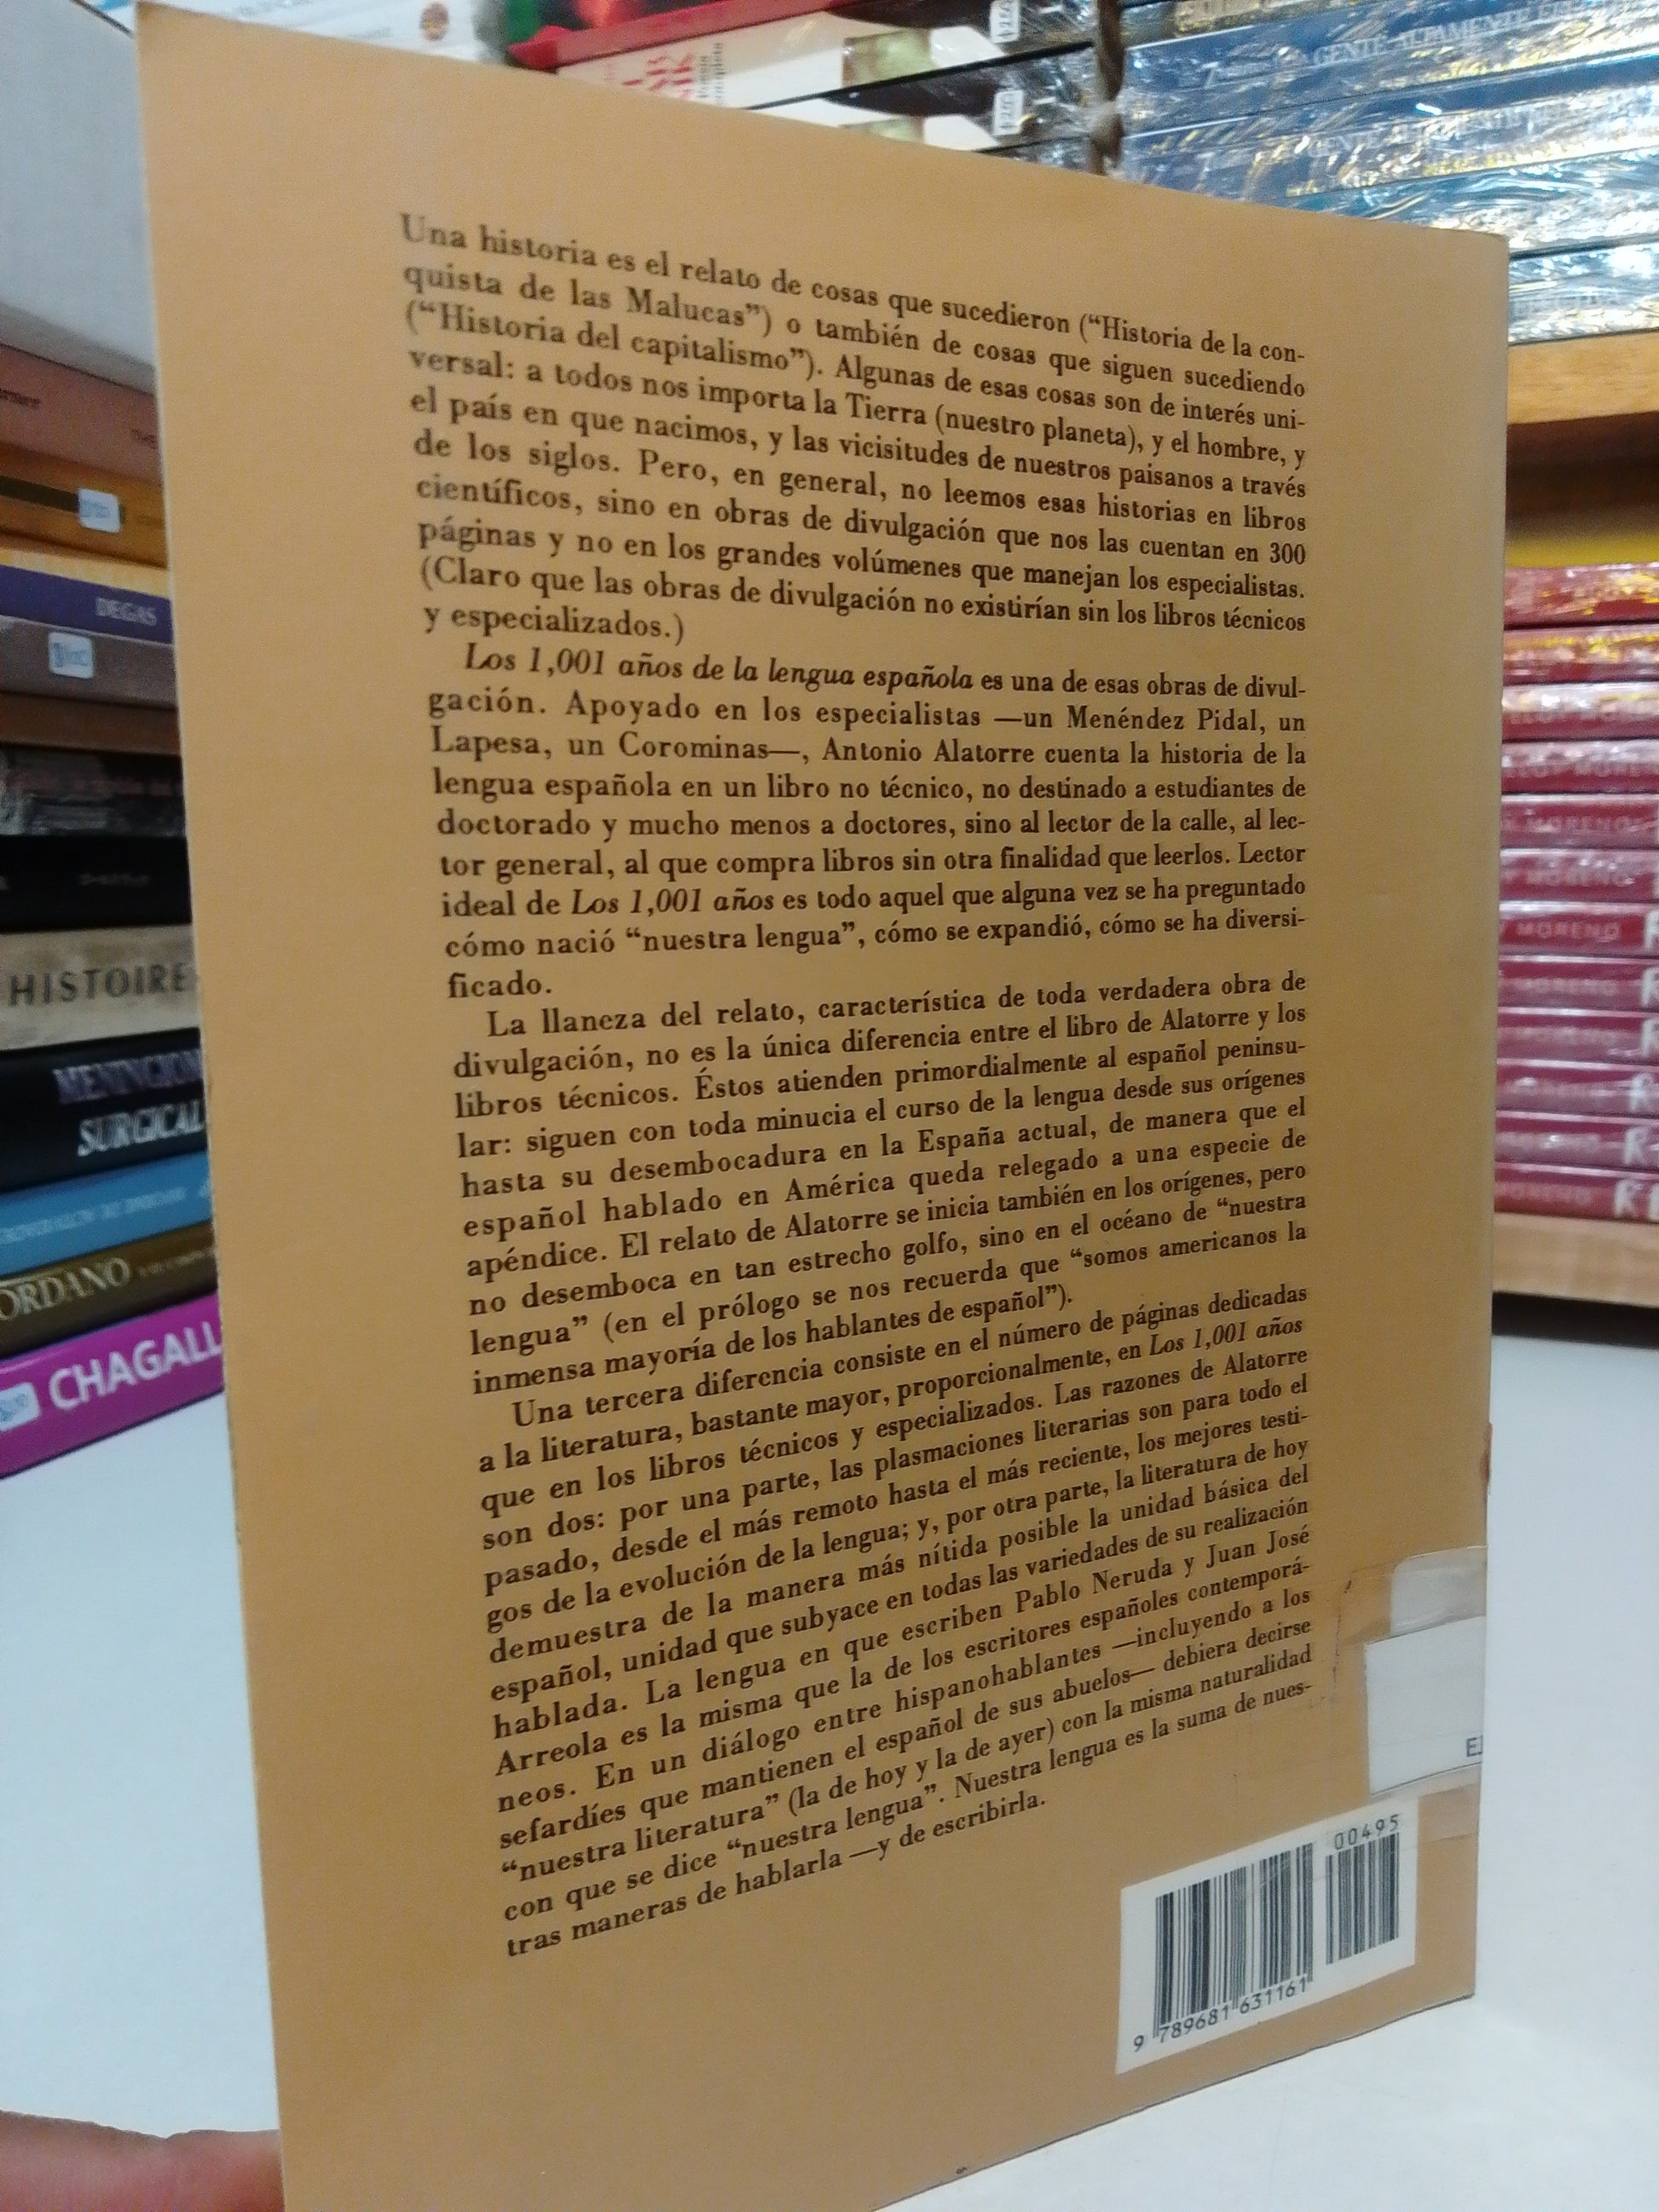 Una historia es el relato de cosas que sucedieron (“Historia de la con-
quista de las Malucas”) o también de cosas que siguen sucediendo
(“Historia del capitalismo”). Algunas de esas cosas son de interés uni-
versal: a todos nos importa la Tierra (nuestro planeta), y el hombre, y
el país en que nacimos, y las vicisitudes de nuestros paisanos a través
de los siglos. Pero, en general, no leemos esas historias en libros
científicos, sino en obras de divulgación que nos las cuentan en 300
páginas y no en los grandes volúmenes que manejan los especialistas.
(Claro que las obras de divulgación no existirían sin los libros técnicos
y especializados.)
Los 1,001 años de la lengua española es una de esas obras de divul-
gación. Apoyado en los especialistas —un Menéndez Pidal, un
Lapesa, un Corominas—, Antonio Alatorre cuenta la historia de la
lengua española en un libro no técnico, no destinado a estudiantes de
doctorado y mucho menos a doctores, sino al lector de la calle, al lec-
tor general, al que compra libros sin otra finalidad que leerlos. Lector
ideal de Los 1,001 años es todo aquel que alguna vez se ha preguntado
cómo nació “nuestra lengua”, cómo se expandió, cómo se ha diversi-
ficado.
La llaneza del relato, característica de toda verdadera obra de
divulgación, no es la única diferencia entre el libro de Alatorre y los
libros técnicos. Éstos atienden primordialmente al español peninsu-
lar: siguen con toda minucia el curso de la lengua desde sus orígenes
hasta su desembocadura en la España actual, de manera que el
español hablado en América queda relegado a una especie de
apéndice. El relato de Alatorre se inicia también en los orígenes, pero
no desemboca en tan estrecho golfo, sino en el océano de “nuestra
lengua” (en el prólogo se nos recuerda que “somos americanos la
inmensa mayoría de los hablantes de español”).
Una tercera diferencia consiste en el número de páginas dedicadas
a la literatura, bastante mayor, proporcionalmente, en Los 1,001 años
que en los libros técnicos y especializados. Las razones de Alatorre
son dos: por una parte, las plasmaciones literarias son para todo el
pasado, desde el más remoto hasta el más reciente, los mejores testi-
gos de la evolución de la lengua; y, por otra parte, la literatura de hoy
demuestra de la manera más nítida posible la unidad básica del
español, unidad que subyace en todas las variedades de su realización
hablada. La lengua en que escriben Pablo Neruda y Juan José
Arreola es la misma que la de los escritores españoles contemporá-
neos. En un diálogo entre hispanohablantes —incluyendo a los
sefardíes que mantienen el español de sus abuelos— debiera decirse
“nuestra literatura” (la de hoy y la de ayer) con la misma naturalidad
con que se dice “nuestra lengua”. Nuestra lengua es la suma de nues-
tras maneras de hablarla —y de escribirla.
00495
9 789681 631161
DEGAS
HISTOIRE
SURGICAL
ORDANO
CHAGALL
GENTE ALTAMENTE
MORENO